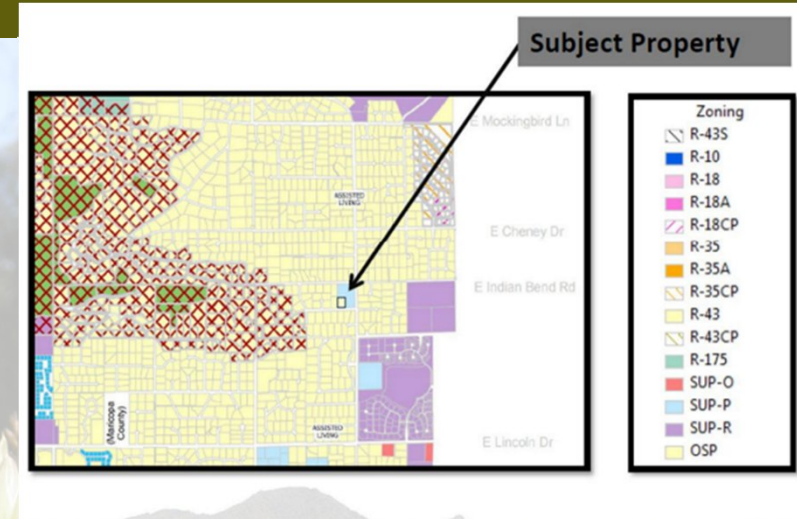 Subject Property
E Mockingbird Ln
ASSISTED
LIVING
E Cheney Dr
E Indian Bend Rd
(Maricopa
County)
ASSISTED
LIVING
E Lincoln Dr
Zoning
R-43S
R-10
R-18
R-18A
R-18CP
R-35
R-35A
R-35CP
R-43
R-43CP
R-175
SUP-O
SUP-P
SUP-R
OSP